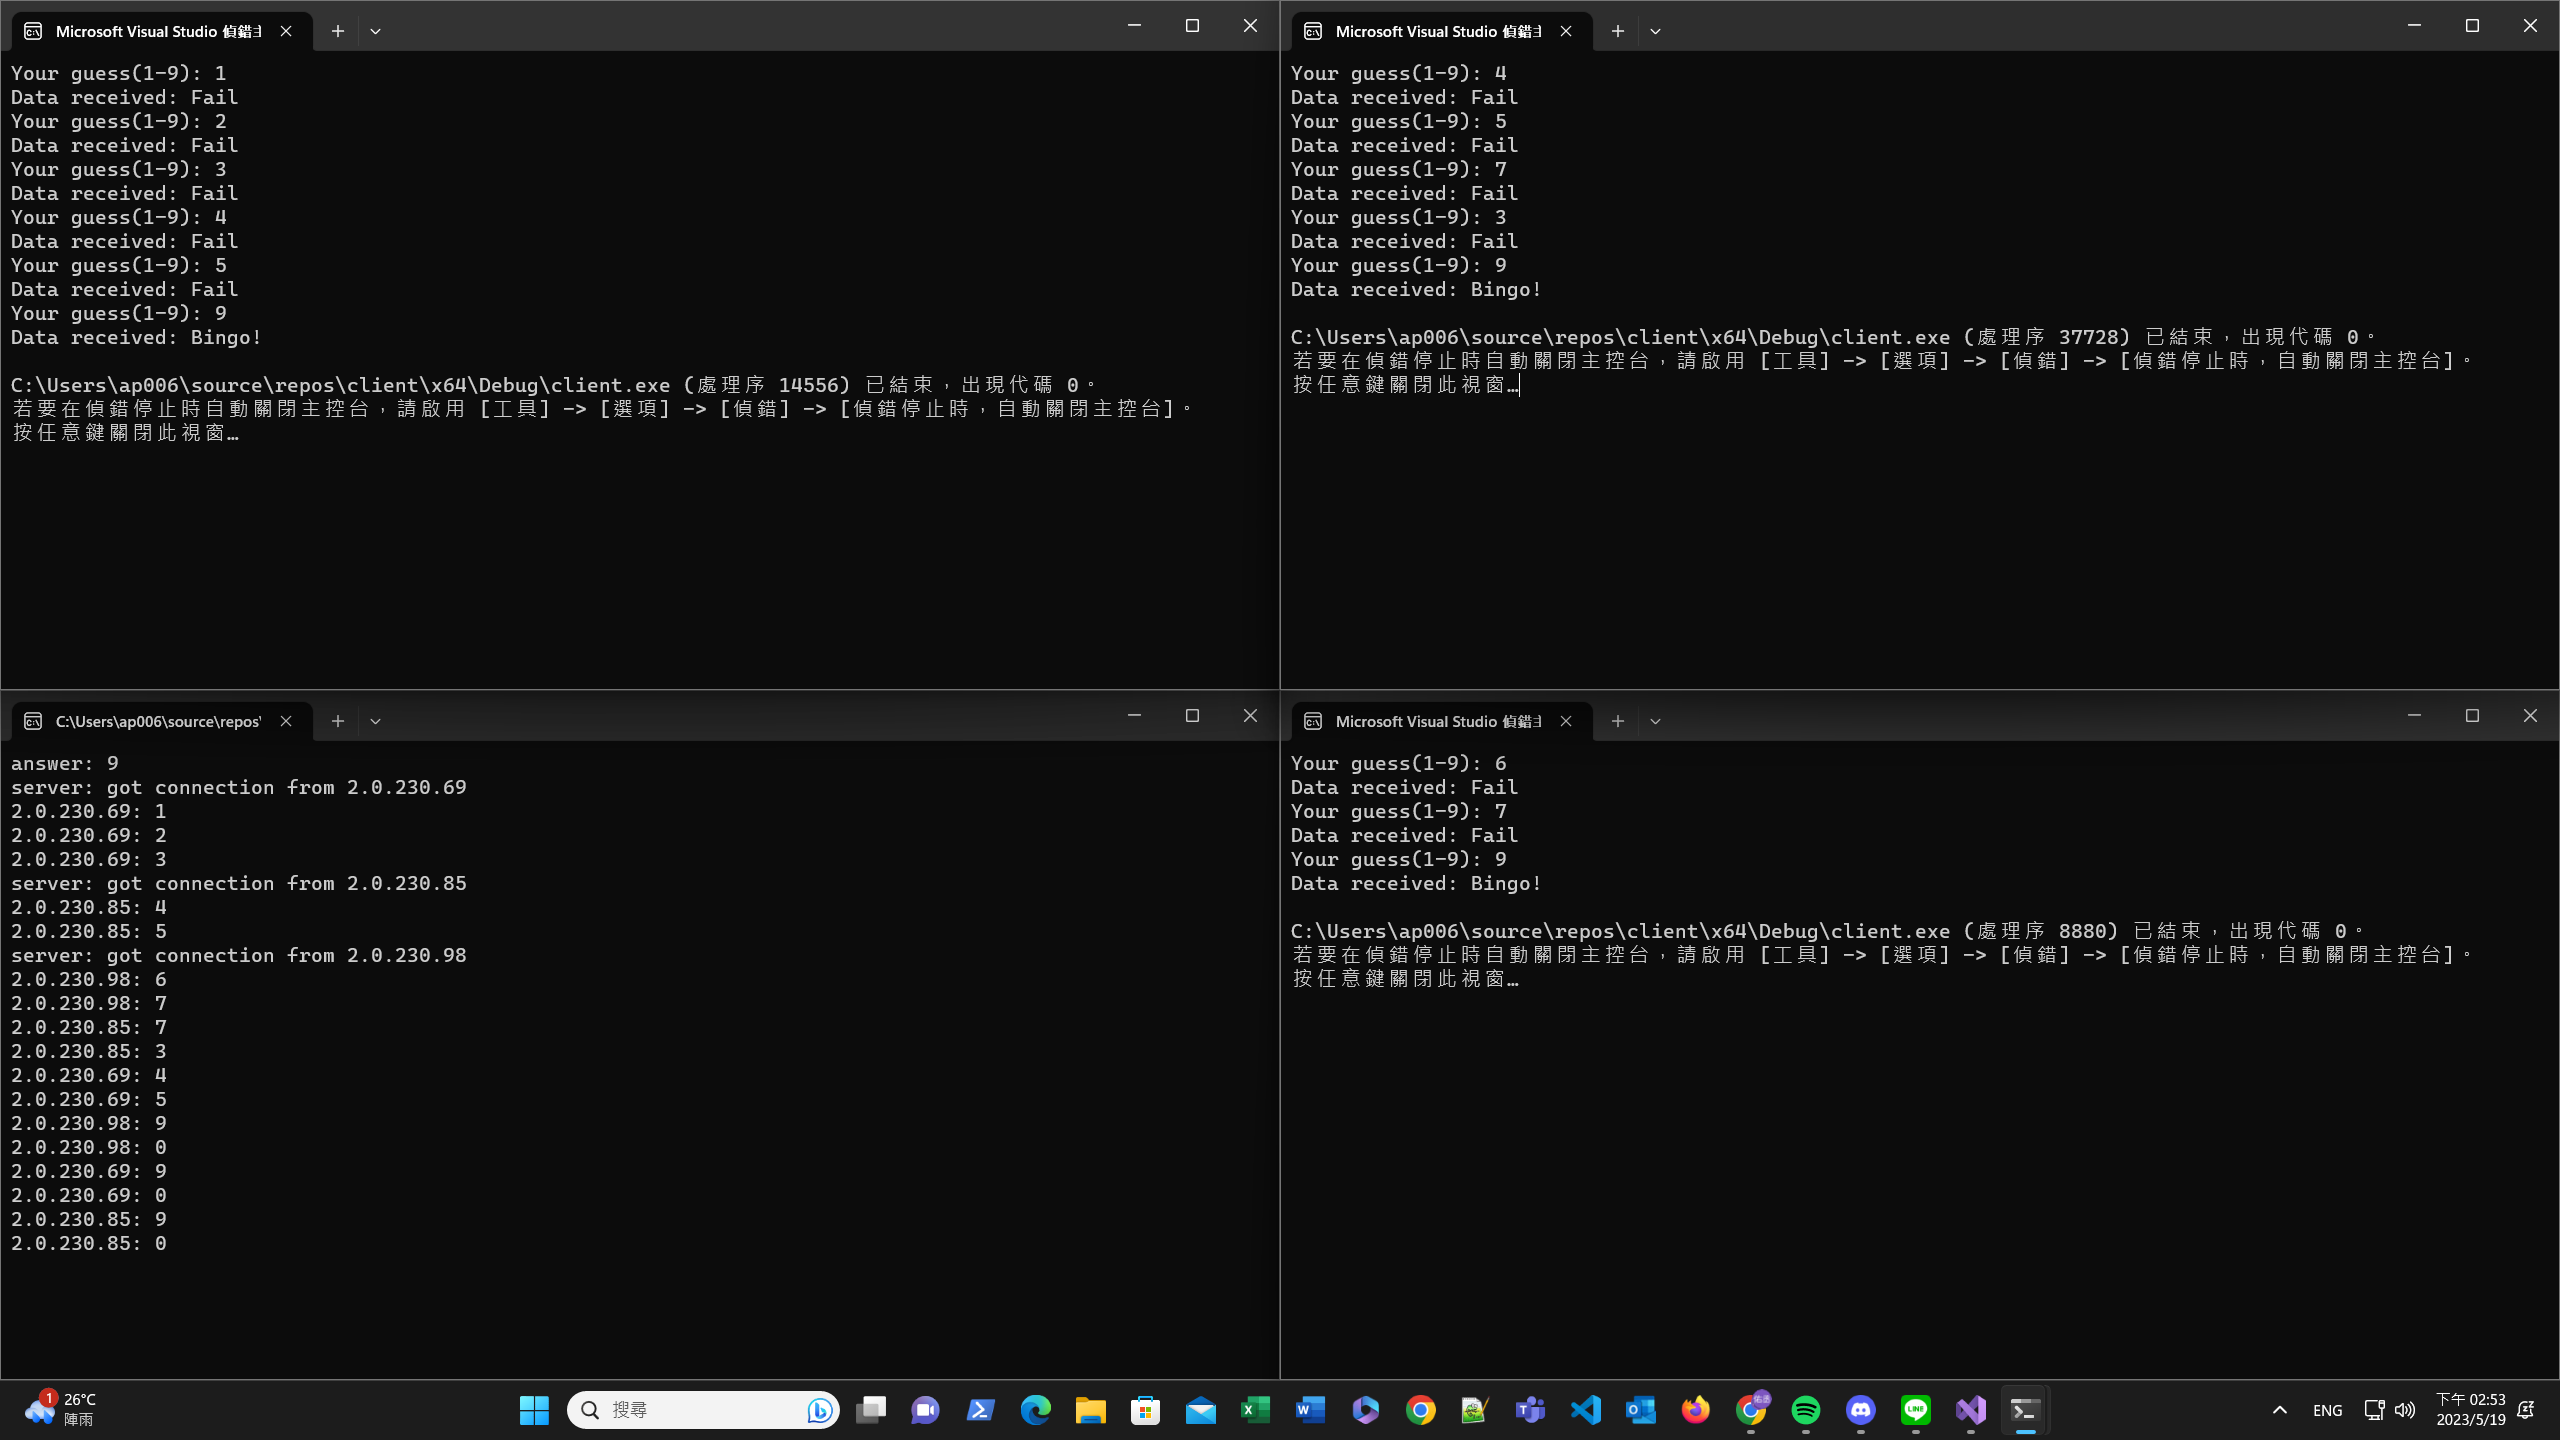 Microsoft Visual Studio 偵錯主
Your guess(1-9): 1
Data received: Fail
Your guess(1-9): 2
Data received: Fail
Your guess(1-9): 3
Data received: Fail
Your guess(1-9): 4
Data received: Fail
Your guess(1-9): 5
Data received: Fail
Your guess(1-9): 9
Data received: Bingo!
C:\Users\ap006\source\repos\client\x64\Debug\client.exe (處理序 14556) 已結束，出現代碼 0。
若要在偵錯停止時自動關閉主控台，請啟用 [工具] -> [選項] -> [偵錯] -> [偵錯停止時，自動關閉主控台]。
按任意鍵關閉此視窗…
Microsoft Visual Studio 偵錯主
Your guess(1-9): 4
Data received: Fail
Your guess(1-9): 5
Data received: Fail
Your guess(1-9): 7
Data received: Fail
Your guess(1-9): 3
Data received: Fail
Your guess(1-9): 9
Data received: Bingo!
C:\Users\ap006\source\repos\client\x64\Debug\client.exe (處理序 37728) 已結束，出現代碼 0。
若要在偵錯停止時自動關閉主控台，請啟用 [工具] -> [選項] -> [偵錯] -> [偵錯停止時，自動關閉主控台]。
按任意鍵關閉此視窗…
C:\Users\ap006\source\repos\
answer: 9
server: got connection from 2.0.230.69
2.0.230.69: 1
2.0.230.69: 2
2.0.230.69: 3
server: got connection from 2.0.230.85
2.0.230.85: 4
2.0.230.85: 5
server: got connection from 2.0.230.98
2.0.230.98: 6
2.0.230.98: 7
2.0.230.85: 7
2.0.230.85: 3
2.0.230.69: 4
2.0.230.69: 5
2.0.230.98: 9
2.0.230.98: 0
2.0.230.69: 9
2.0.230.69: 0
2.0.230.85: 9
2.0.230.85: 0
Microsoft Visual Studio 偵錯主
Your guess(1-9): 6
Data received: Fail
Your guess(1-9): 7
Data received: Fail
Your guess(1-9): 9
Data received: Bingo!
C:\Users\ap006\source\repos\client\x64\Debug\client.exe (處理序 8880) 已結束，出現代碼 0。
若要在偵錯停止時自動關閉主控台，請啟用 [工具] -> [選項] -> [偵錯] -> [偵錯停止時，自動關閉主控台]。
按任意鍵關閉此視窗…
1
26°C
陣雨
搜尋
ENG
下午 02:53
2023/5/19